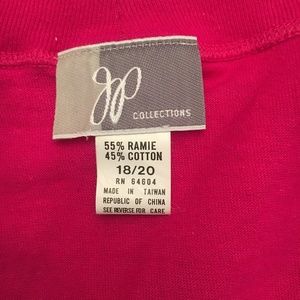 COLLECTIONS
55% RAMIE
45% COTTON
18/20
RN 64604
MADE IN TAIWAN
REPUBLIC OF CHINA
SEE REVERSE FOR CARE